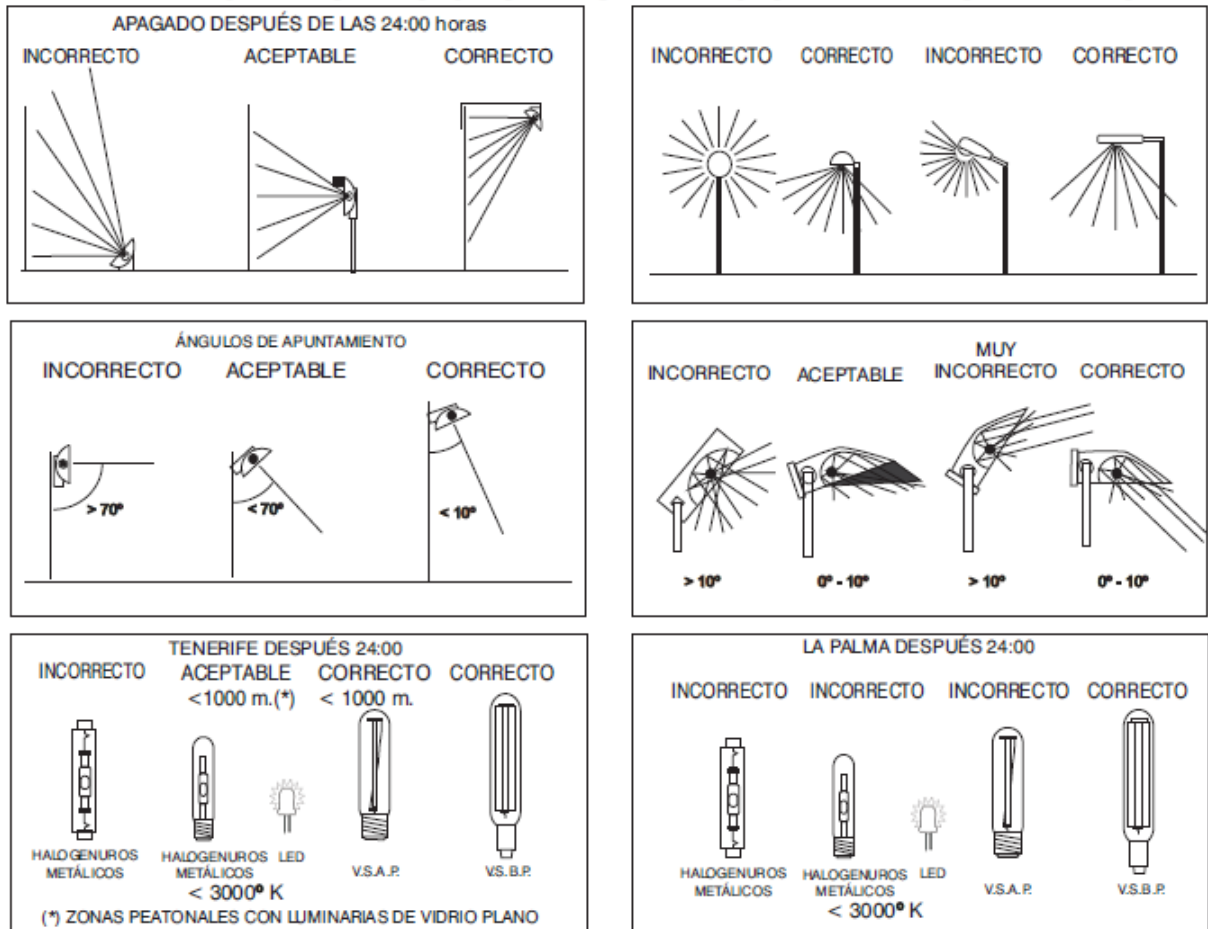 APAGADO DESPUÉS DE LAS 24:00 horas
INCORRECTO ACEPTABLE CORRECTO
INCORRECTO CORRECTO INCORRECTO CORRECTO
ÁNGULOS DE APUNTAMIENTO
INCORRECTO ACEPTABLE CORRECTO
> 70º < 70º < 10º
MUY
INCORRECTO ACEPTABLE INCORRECTO CORRECTO
> 10º 0º - 10º > 10º 0º - 10º
TENERIFE DESPUÉS 24:00
INCORRECTO ACEPTABLE CORRECTO CORRECTO
<1000 m.(*) < 1000 m.
HALOGENUROS HALOGENUROS LED V.S.A.P. V.S.B.P.
METÁLICOS METÁLICOS
< 3000º K
(*) ZONAS PEATONALES CON LUMINARIAS DE VIDRIO PLANO
LA PALMA DESPUÉS 24:00
INCORRECTO INCORRECTO INCORRECTO CORRECTO
HALOGENUROS HALOGENUROS LED V.S.A.P. V.S.B.P.
METÁLICOS METÁLICOS
< 3000º K